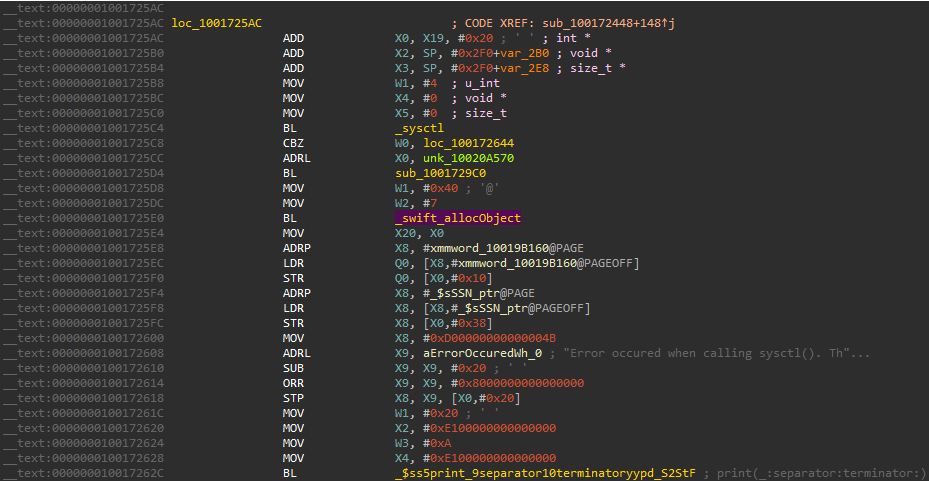 __text:00000001001725AC
__text:00000001001725AC loc_1001725AC ; CODE XREF: sub_100172448+148↑j
__text:00000001001725AC ADD X0, X19, #0x20 ; ' ' ; int *
__text:00000001001725B0 ADD X2, SP, #0x2F0+var_2B0 ; void *
__text:00000001001725B4 ADD X3, SP, #0x2F0+var_2E8 ; size_t *
__text:00000001001725B8 MOV W1, #4 ; u_int
__text:00000001001725BC MOV X4, #0 ; void *
__text:00000001001725C0 MOV X5, #0 ; size_t
__text:00000001001725C4 BL _sysctl
__text:00000001001725C8 CBZ W0, loc_100172644
__text:00000001001725CC ADRL X0, unk_10020A570
__text:00000001001725D4 BL sub_1001729C0
__text:00000001001725D8 MOV W1, #0x40 ; '@'
__text:00000001001725DC MOV W2, #7
__text:00000001001725E0 BL _swift_allocObject
__text:00000001001725E4 MOV X20, X0
__text:00000001001725E8 ADRP X8, #xmmword_10019B160@PAGE
__text:00000001001725EC LDR Q0, [X8,#xmmword_10019B160@PAGEOFF]
__text:00000001001725F0 STR Q0, [X0,#0x10]
__text:00000001001725F4 ADRP X8, #_$sSSN_ptr@PAGE
__text:00000001001725F8 LDR X8, [X8,#_$sSSN_ptr@PAGEOFF]
__text:00000001001725FC STR X8, [X0,#0x38]
__text:0000000100172600 MOV X8, #0xD00000000000004B
__text:0000000100172608 ADRL X9, aErrorOccuredWh_0 ; "Error occured when calling sysctl(). Th"...
__text:0000000100172610 SUB X9, X9, #0x20 ; ' '
__text:0000000100172614 ORR X9, X9, #0x8000000000000000
__text:0000000100172618 STP X8, X9, [X0,#0x20]
__text:000000010017261C MOV W1, #0x20 ; ' '
__text:0000000100172620 MOV X2, #0xE100000000000000
__text:0000000100172624 MOV W3, #0xA
__text:0000000100172628 MOV X4, #0xE100000000000000
__text:000000010017262C BL _$ss5print_9separator10terminatoryypd_S2StF ; print(_:separator:terminator:)